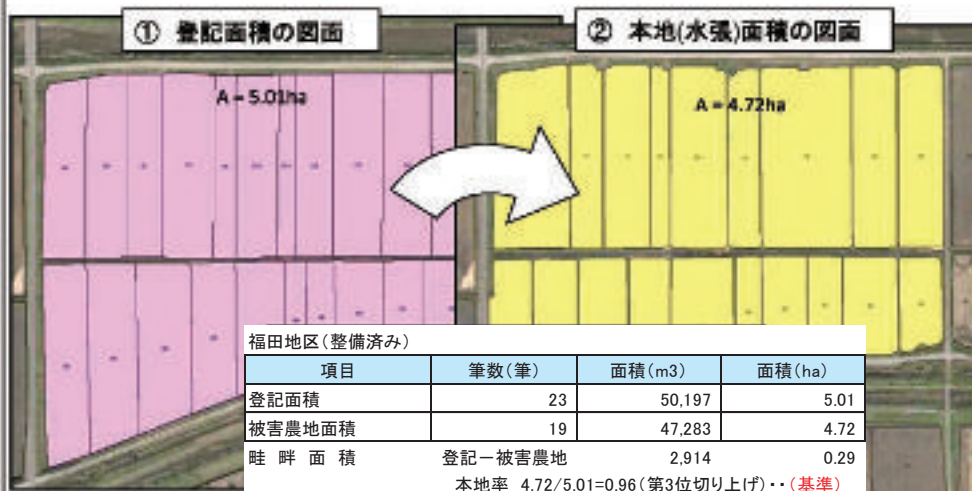 ① 登記面積の図面
② 本地(水張)面積の図面
A = 5.01ha
A = 4.72ha
福田地区(整備済み)
項目 筆数(筆) 面積(m3) 面積(ha)
登記面積 23 50,197 5.01
被害農地面積 19 47,283 4.72
畦畔面積 登記－被害農地 2,914 0.29
本地率 4.72/5.01=0.96(第3位切り上げ)・・(基準)